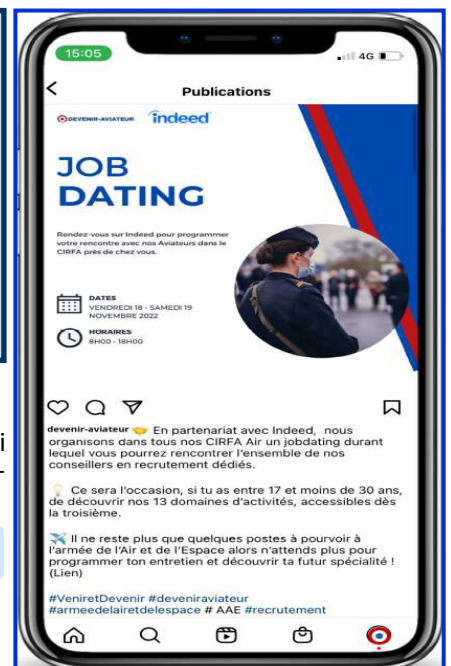 15:05
4G
Publications
DEVENIR-AVIATEUR indeed
JOB
DATING
Rendez-vous sur Indeed pour programmer
votre rencontre avec nos Aviateurs dans le
CIRFA près de chez vous.
DATES
VENDREDI 18 - SAMEDI 19
NOVEMBRE 2022
HORAIRES
8H00 - 18H00
devenir-aviateur 🤝 En partenariat avec Indeed, nous
organisons dans tous nos CIRFA Air un jobdating durant
lequel vous pourrez rencontrer l'ensemble de nos
conseillers en recrutement dédiés.
💡 Ce sera l'occasion, si tu as entre 17 et moins de 30 ans,
de découvrir nos 13 domaines d'activités, accessibles dès
la troisième.
✈️ Il ne reste plus que quelques postes à pourvoir à
l'armée de l'Air et de l'Espace alors n'attends plus pour
programmer ton entretien et découvrir ta futur spécialité !
(Lien)
#VeniretDevenir #deveniraviateur
#armeedelairetdelespace # AAE #recrutement